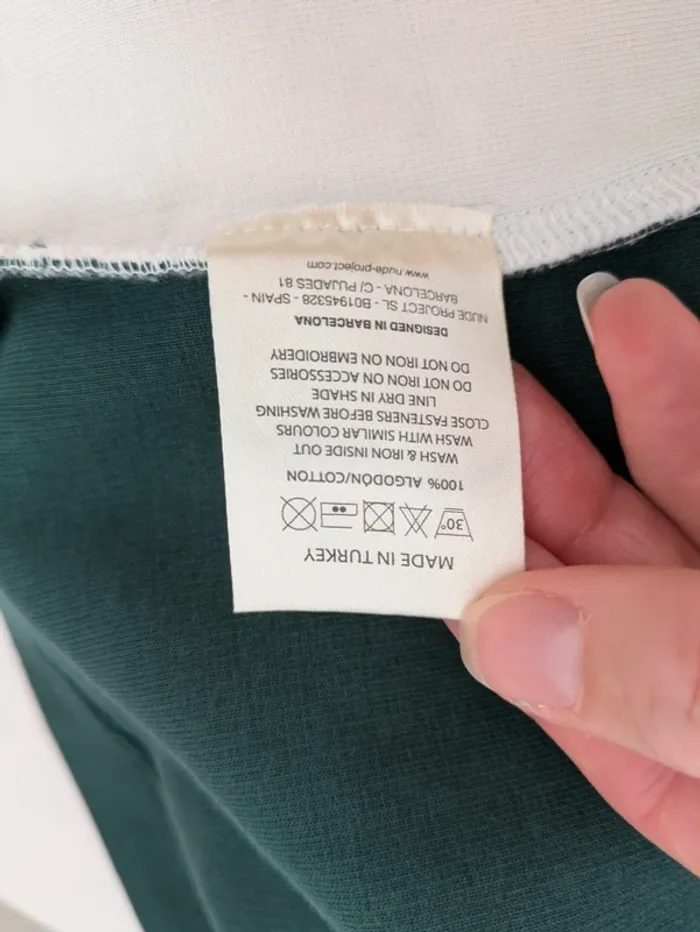 MADE IN TURKEY
30°
100% ALGODÓN/COTTON
WASH & IRON INSIDE OUT
WASH WITH SIMILAR COLOURS
CLOSE FASTENERS BEFORE WASHING
LINE DRY IN SHADE
DO NOT IRON ON ACCESSORIES
DO NOT IRON ON EMBROIDERY
DESIGNED IN BARCELONA
NUDE PROJECT SL - B01945328 - SPAIN -
BARCELONA - C/ PUJADES 81
www.nude-project.com